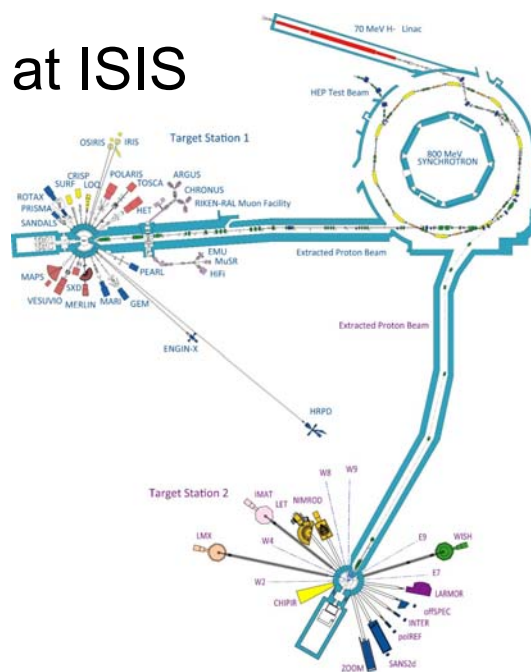 at ISIS
70 MeV H- Linac
HEP Test Beam
800 MeV
SYNCHROTRON
Target Station 1
OSIRIS
IRIS
CRISP
SURF
LOQ
POLARIS
TOSCA
ARGUS
CHRONUS
RIKEN-RAL Muon Facility
ROTAX
PRISMA
SANDALS
HET
Extracted Proton Beam
EMU
MuSR
HiFi
PEARL
MAPS
VESUVIO
SXD
MERLIN
MARI
GEM
ENGIN-X
HRPD
Extracted Proton Beam
Target Station 2
W8
W9
IMAT
LET
NIMROD
LMX
W4
W2
CHIPIR
E9
WISH
E7
LARMOR
offSPEC
INTER
polREF
SANS2d
ZOOM